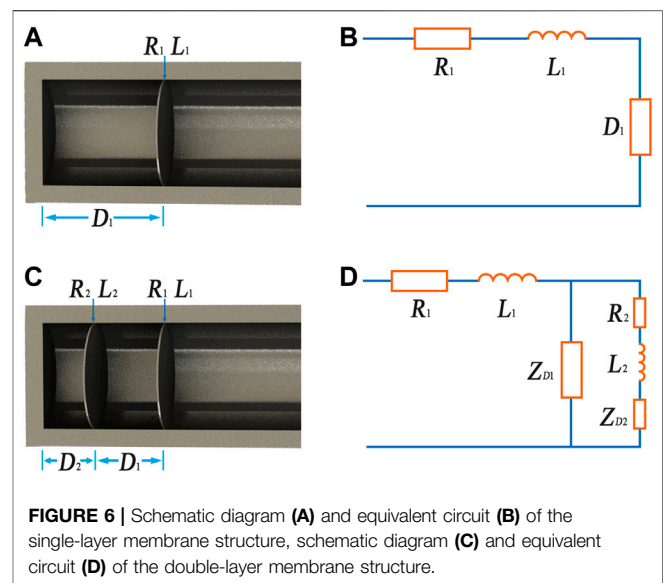 A
R₁ L₁
D₁
B
R₁
L₁
D₁
C
R₂ L₂
R₁ L₁
D₂
D₁
D
R₁
L₁
Z_D1
R₂
L₂
Z_D2
FIGURE 6 | Schematic diagram (A) and equivalent circuit (B) of the
single-layer membrane structure, schematic diagram (C) and equivalent
circuit (D) of the double-layer membrane structure.